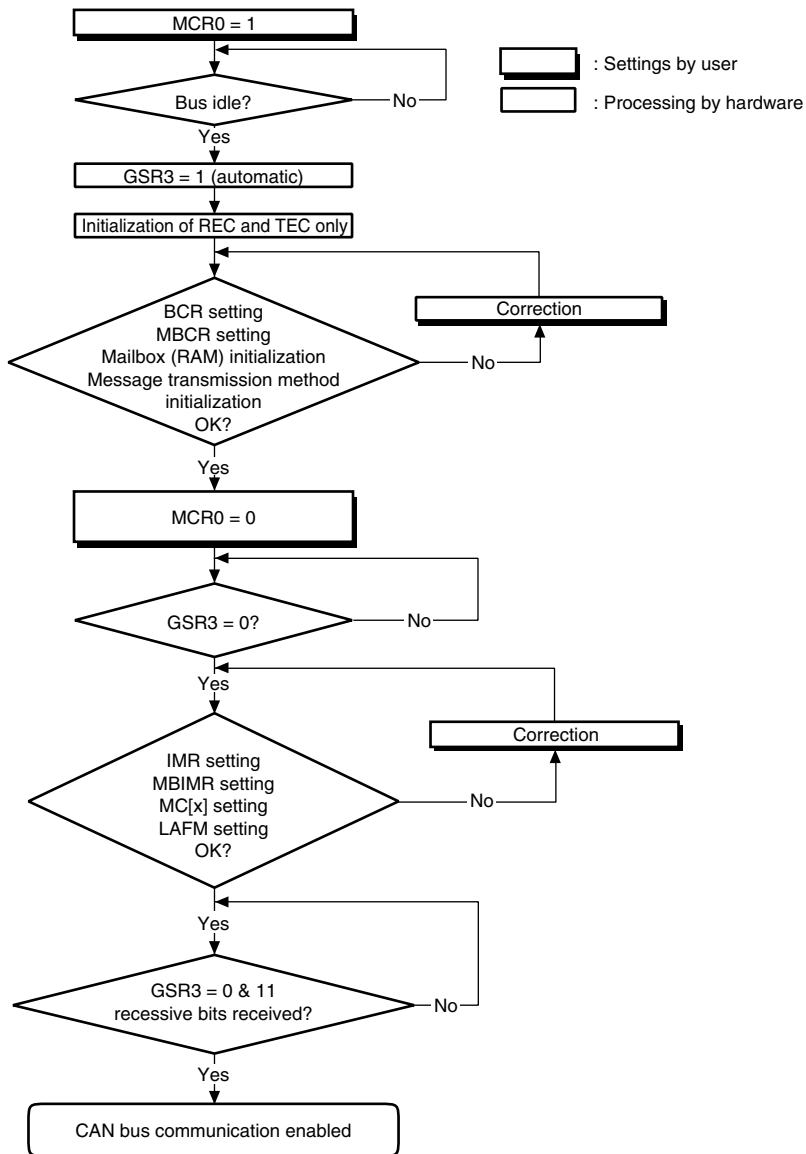 MCR0 = 1
: Settings by user
: Processing by hardware
Bus idle?
No
Yes
GSR3 = 1 (automatic)
Initialization of REC and TEC only
BCR setting
MBCR setting
Mailbox (RAM) initialization
Message transmission method
initialization
OK?
No
Correction
Yes
MCR0 = 0
GSR3 = 0?
No
Yes
IMR setting
MBIMR setting
MC[x] setting
LAFM setting
OK?
No
Correction
Yes
GSR3 = 0 & 11
recessive bits received?
No
Yes
CAN bus communication enabled